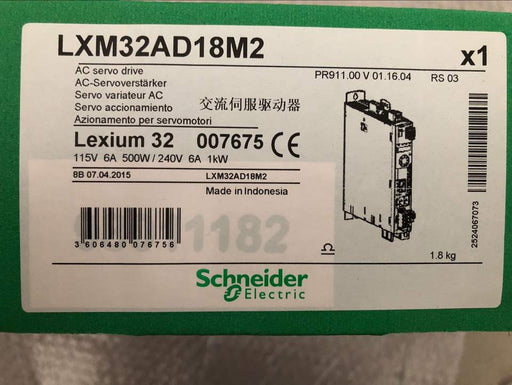 LXM32AD18M2 x1
AC servo drive
AC-Servoverstärker
Servo variateur AC
Servo accionamiento
Azionamento per servomotori
交流伺服驱动器
PR911.00 V 01.16.04 RS 03
Lexium 32 007675 CE
115V 6A 500W / 240V 6A 1kW
8B 07.04.2015 LXM32AD18M2
Made in Indonesia
1182
3 606480 076756
2524067073
1.8 kg
Schneider
Electric